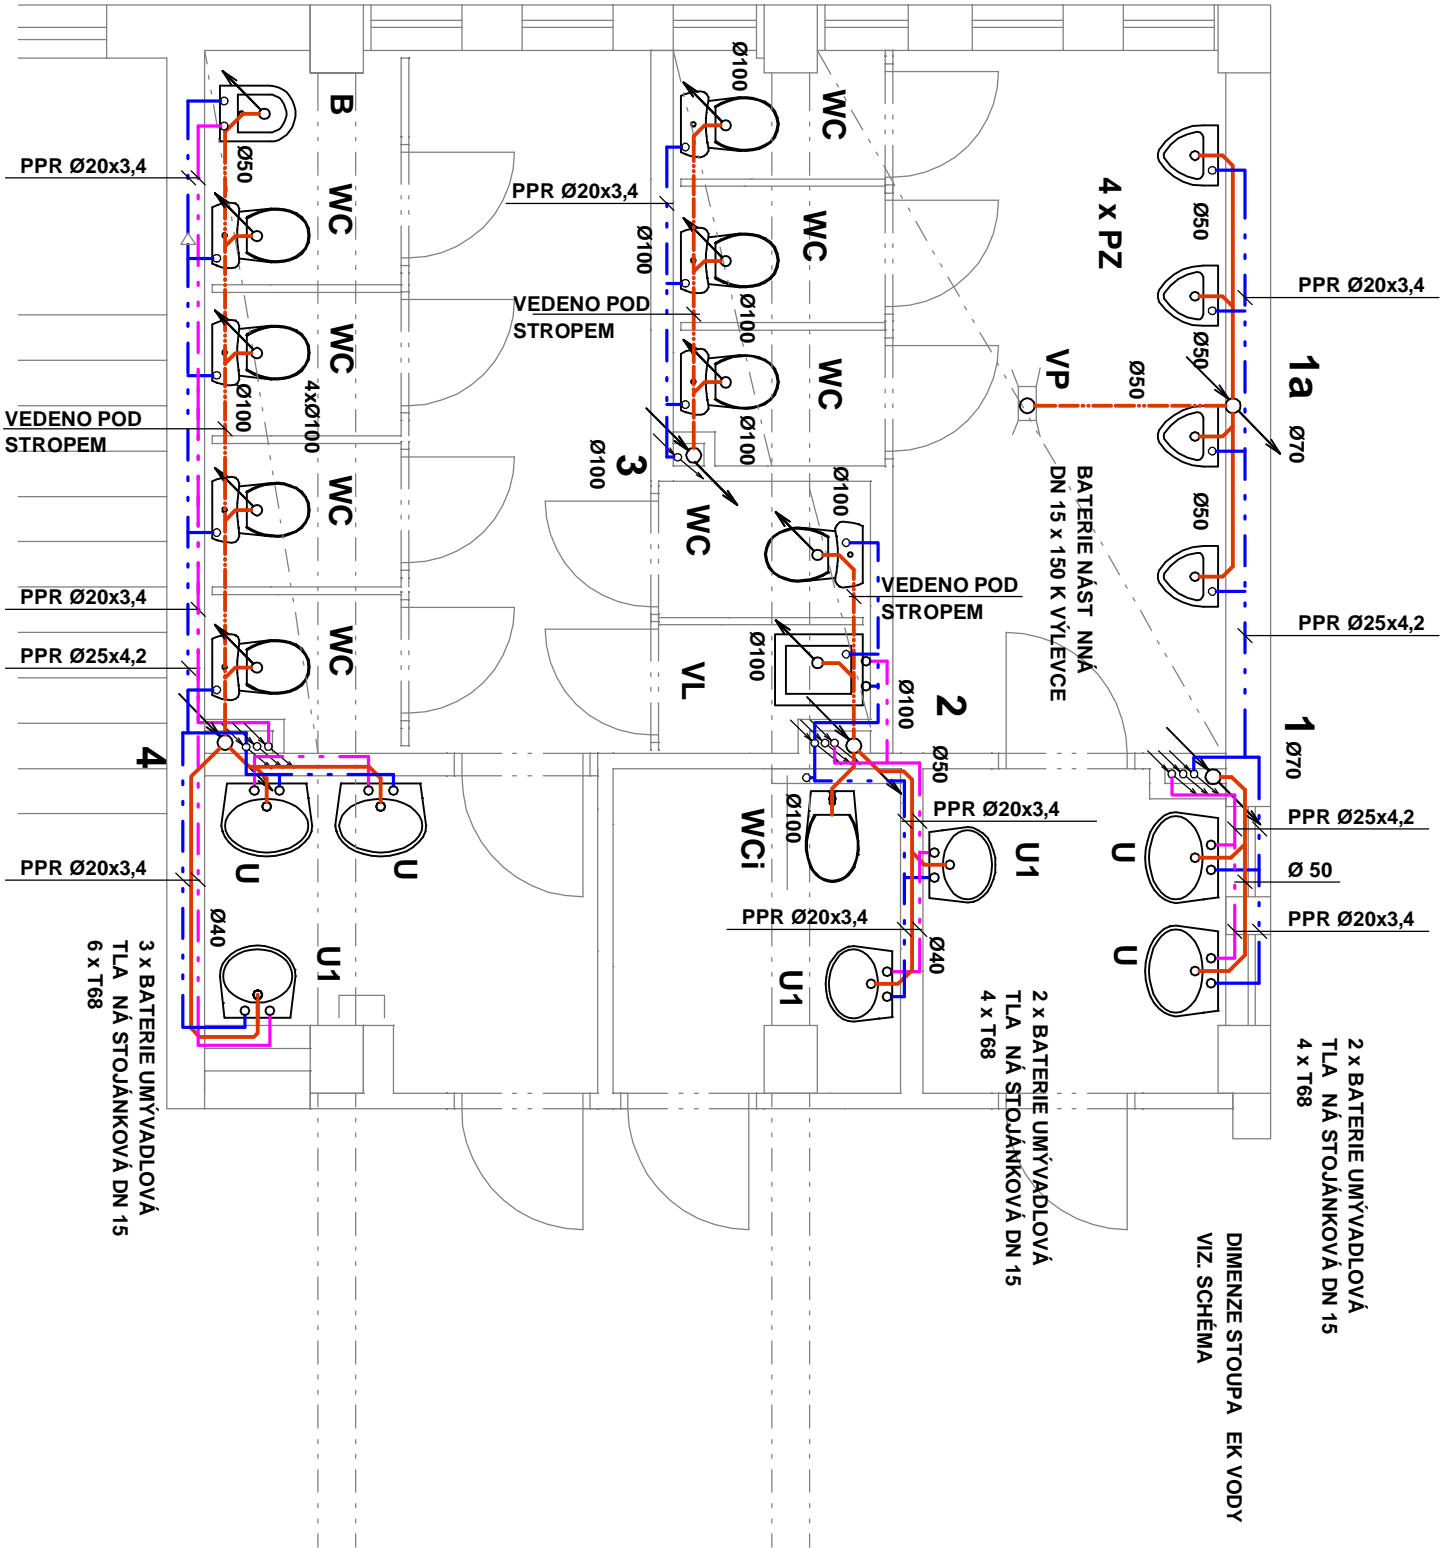 B
Ø50
WC
WC
4xØ100
Ø100
WC
WC
4
U
U
U1
Ø40
PPR Ø20x3,4
VEDENO POD
STROPEM
PPR Ø20x3,4
PPR Ø25x4,2
PPR Ø20x3,4
3 x BATERIE UMÝVADLOVÁ
TLA NÁ STOJÁNKOVÁ DN 15
6 x T68
Ø100
WC
PPR Ø20x3,4
Ø100
WC
VEDENO POD
STROPEM
Ø100
WC
Ø100
3
Ø100
WC
Ø100
VEDENO POD
STROPEM
VL
Ø100
Ø100
2
Ø50
WCi
Ø100
PPR Ø20x3,4
U1
PPR Ø20x3,4
Ø40
U1
2 x BATERIE UMÝVADLOVÁ
TLA NÁ STOJÁNKOVÁ DN 15
4 x T68
4 x PZ
Ø50
PPR Ø20x3,4
Ø50
1a
VP
Ø50
Ø70
BATERIE NÁST NNÁ
DN 15 x 150 K VÝLEVCE
Ø50
PPR Ø25x4,2
1
Ø70
PPR Ø25x4,2
U
Ø 50
PPR Ø20x3,4
U
2 x BATERIE UMÝVADLOVÁ
TLA NÁ STOJÁNKOVÁ DN 15
4 x T68
DIMENZE STOUPA EK VODY
VIZ. SCHÉMA